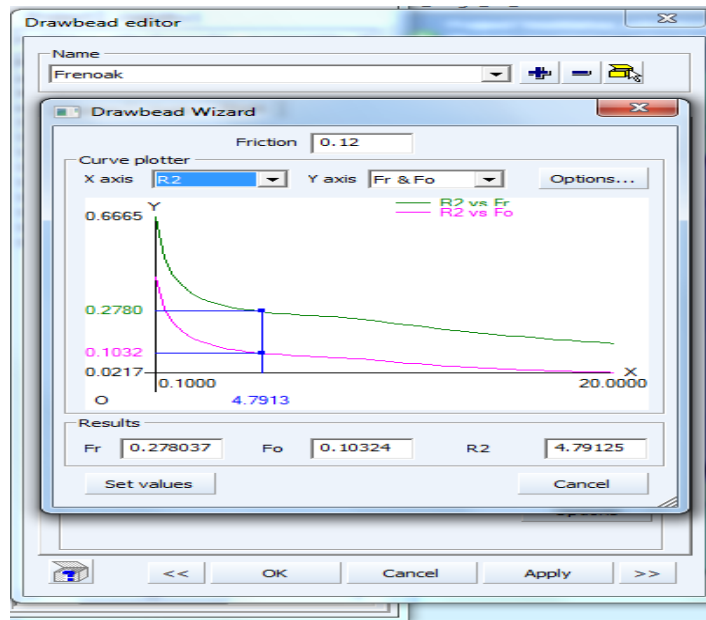 Drawbead editor
Name
Frenoak
Drawbead Wizard
Friction 0.12
Curve plotter
X axis R2 Y axis Fr & Fo Options...
Y
R2 vs Fr
0.6665
R2 vs Fo
0.2780
0.1032
0.0217
X
0.1000
20.0000
O
4.7913
Results
Fr 0.278037 Fo 0.10324 R2 4.79125
Set values Cancel
<< OK Cancel Apply >>